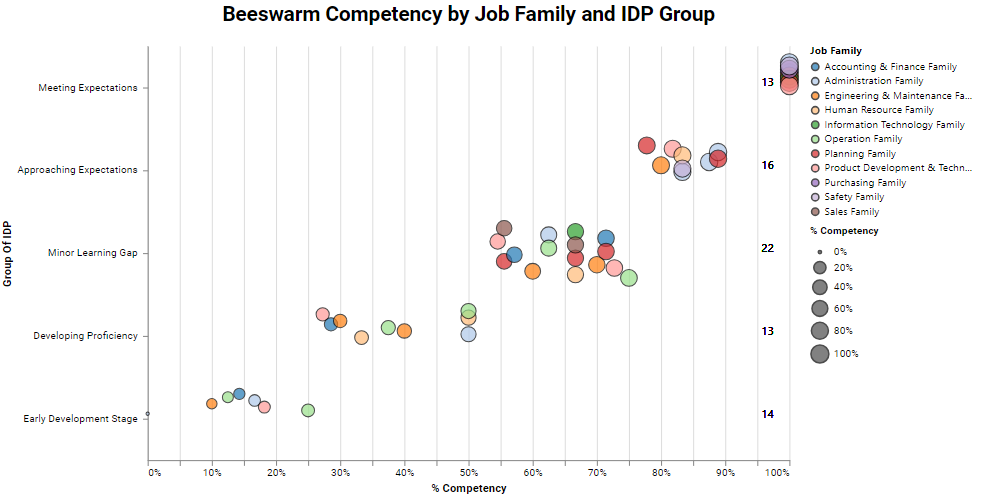 Beeswarm Competency by Job Family and IDP Group
Group Of IDP
Meeting Expectations
Approaching Expectations
Minor Learning Gap
Developing Proficiency
Early Development Stage
13
16
22
13
14
0%
10%
20%
30%
40%
50%
60%
70%
80%
90%
100%
% Competency
Job Family
Accounting & Finance Family
Administration Family
Engineering & Maintenance Fa...
Human Resource Family
Information Technology Family
Operation Family
Planning Family
Product Development & Techn...
Purchasing Family
Safety Family
Sales Family
% Competency
0%
20%
40%
60%
80%
100%